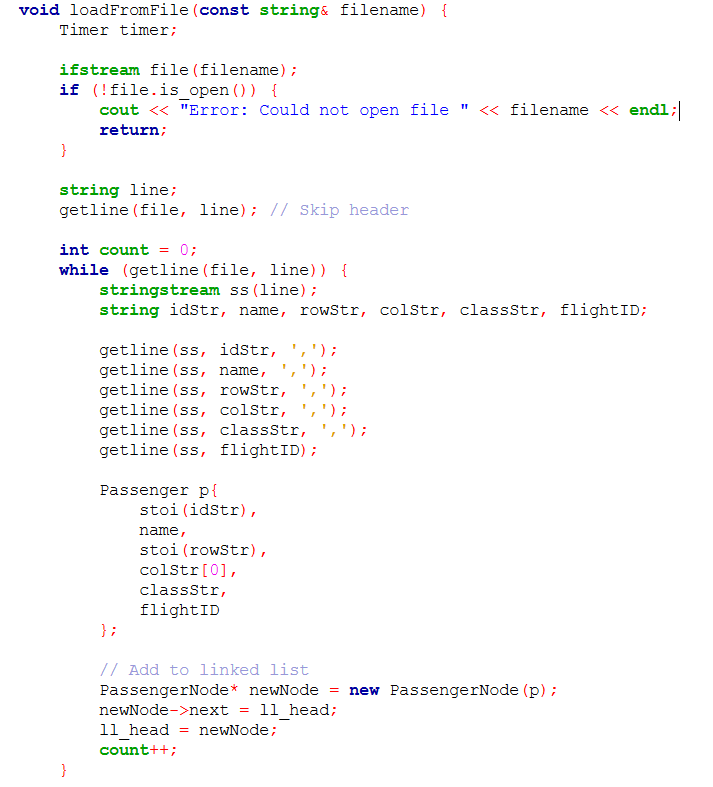 void loadFromFile(const string& filename) {
    Timer timer;

    ifstream file(filename);
    if (!file.is_open()) {
        cout << "Error: Could not open file " << filename << endl;
        return;
    }

    string line;
    getline(file, line); // Skip header

    int count = 0;
    while (getline(file, line)) {
        stringstream ss(line);
        string idStr, name, rowStr, colStr, classStr, flightID;

        getline(ss, idStr, ',');
        getline(ss, name, ',');
        getline(ss, rowStr, ',');
        getline(ss, colStr, ',');
        getline(ss, classStr, ',');
        getline(ss, flightID);

        Passenger p{
            stoi(idStr),
            name,
            stoi(rowStr),
            colStr[0],
            classStr,
            flightID
        };

        // Add to linked list
        PassengerNode* newNode = new PassengerNode(p);
        newNode->next = ll_head;
        ll_head = newNode;
        count++;
    }